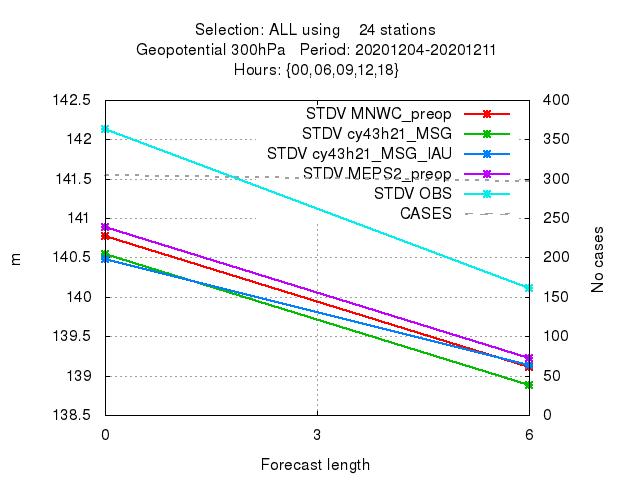 Selection: ALL using    24 stations
Geopotential 300hPa   Period: 20201204-20201211
Hours: {00,06,09,12,18}
142.5
142
141.5
141
140.5
140
139.5
139
138.5
400
350
300
250
200
150
100
50
0
STDV MNWC_preop
STDV cy43h21_MSG
STDV cy43h21_MSG_IAU
STDV MEPS2_preop
STDV OBS
CASES
m
No cases
0
3
6
Forecast length